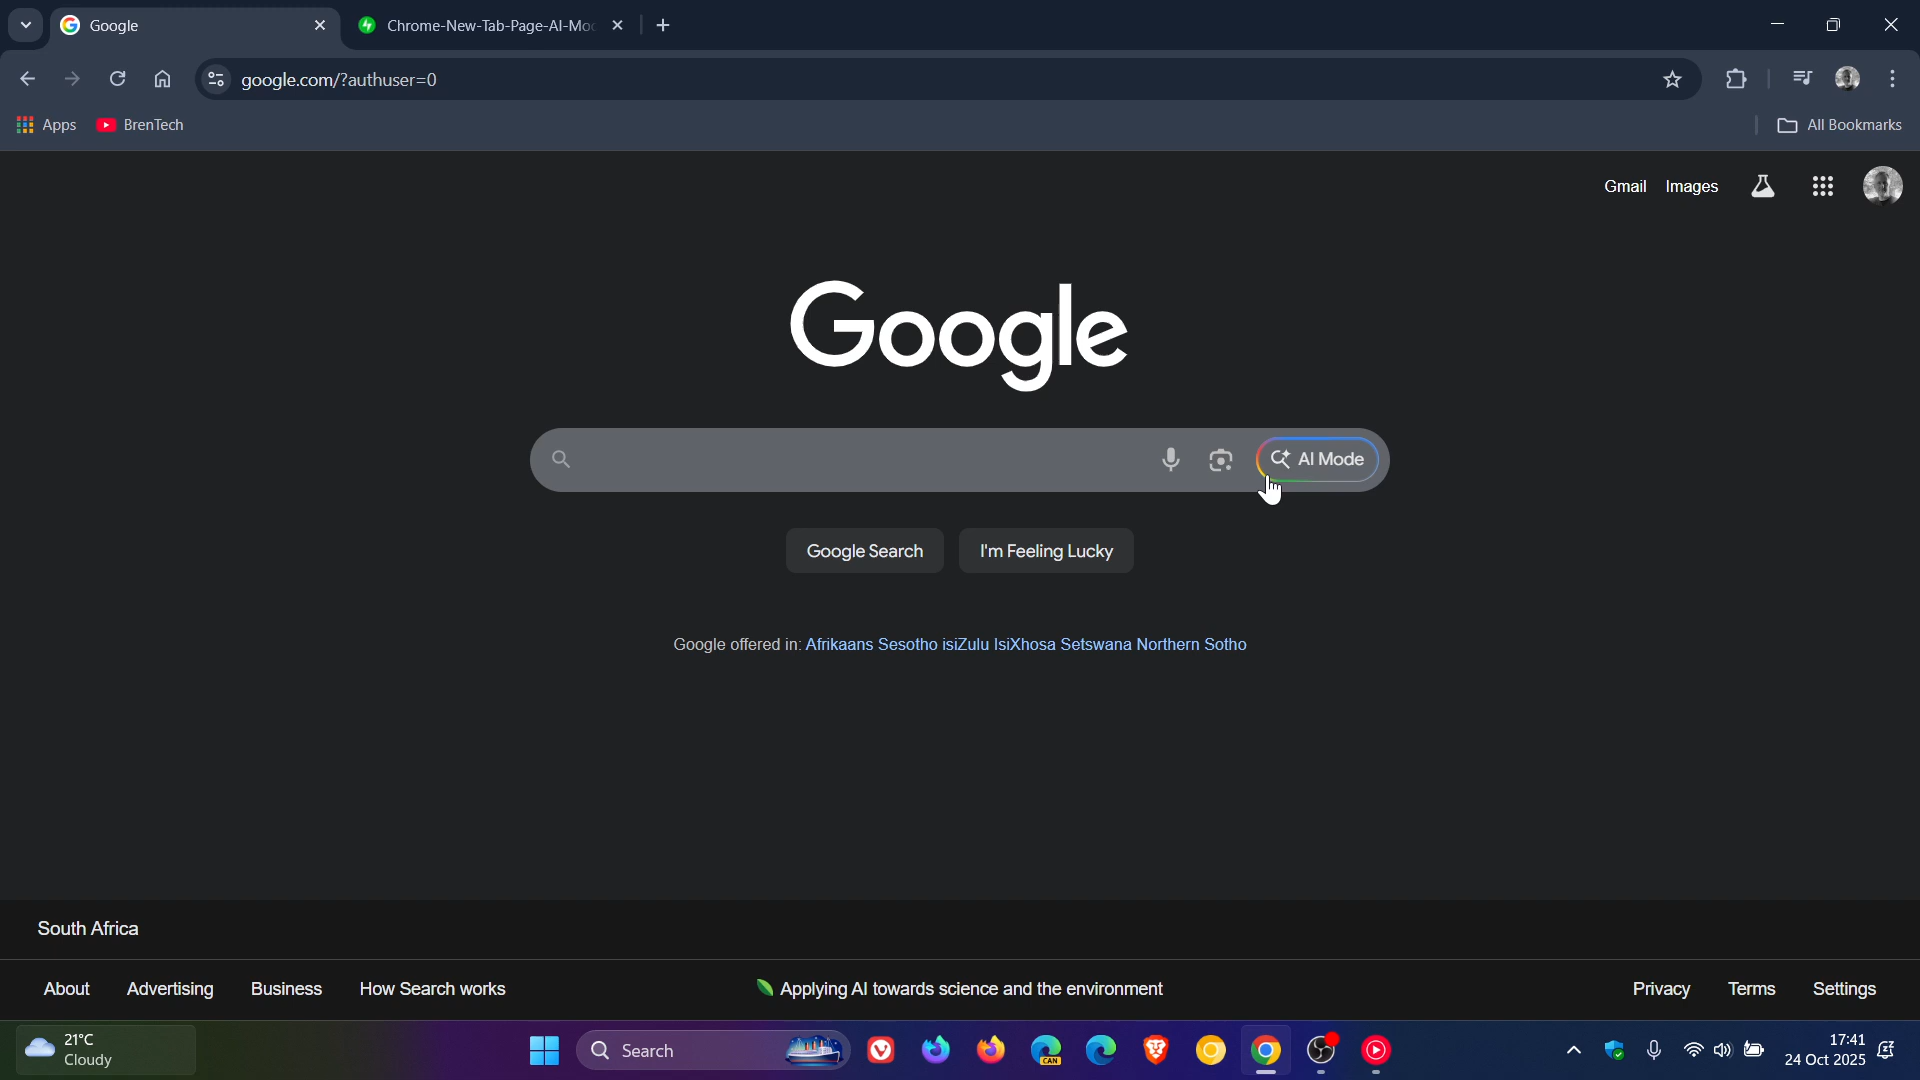 Google
Chrome-New-Tab-Page-AI-Mo
google.com/?authuser=0
Apps
BrenTech
All Bookmarks
Gmail
Images
Google
AI Mode
Google Search
I'm Feeling Lucky
Google offered in: Afrikaans Sesotho isiZulu IsiXhosa Setswana Northern Sotho
South Africa
About
Advertising
Business
How Search works
Applying AI towards science and the environment
Privacy
Terms
Settings
21°C
Cloudy
Search
CAN
17:41
24 Oct 2025